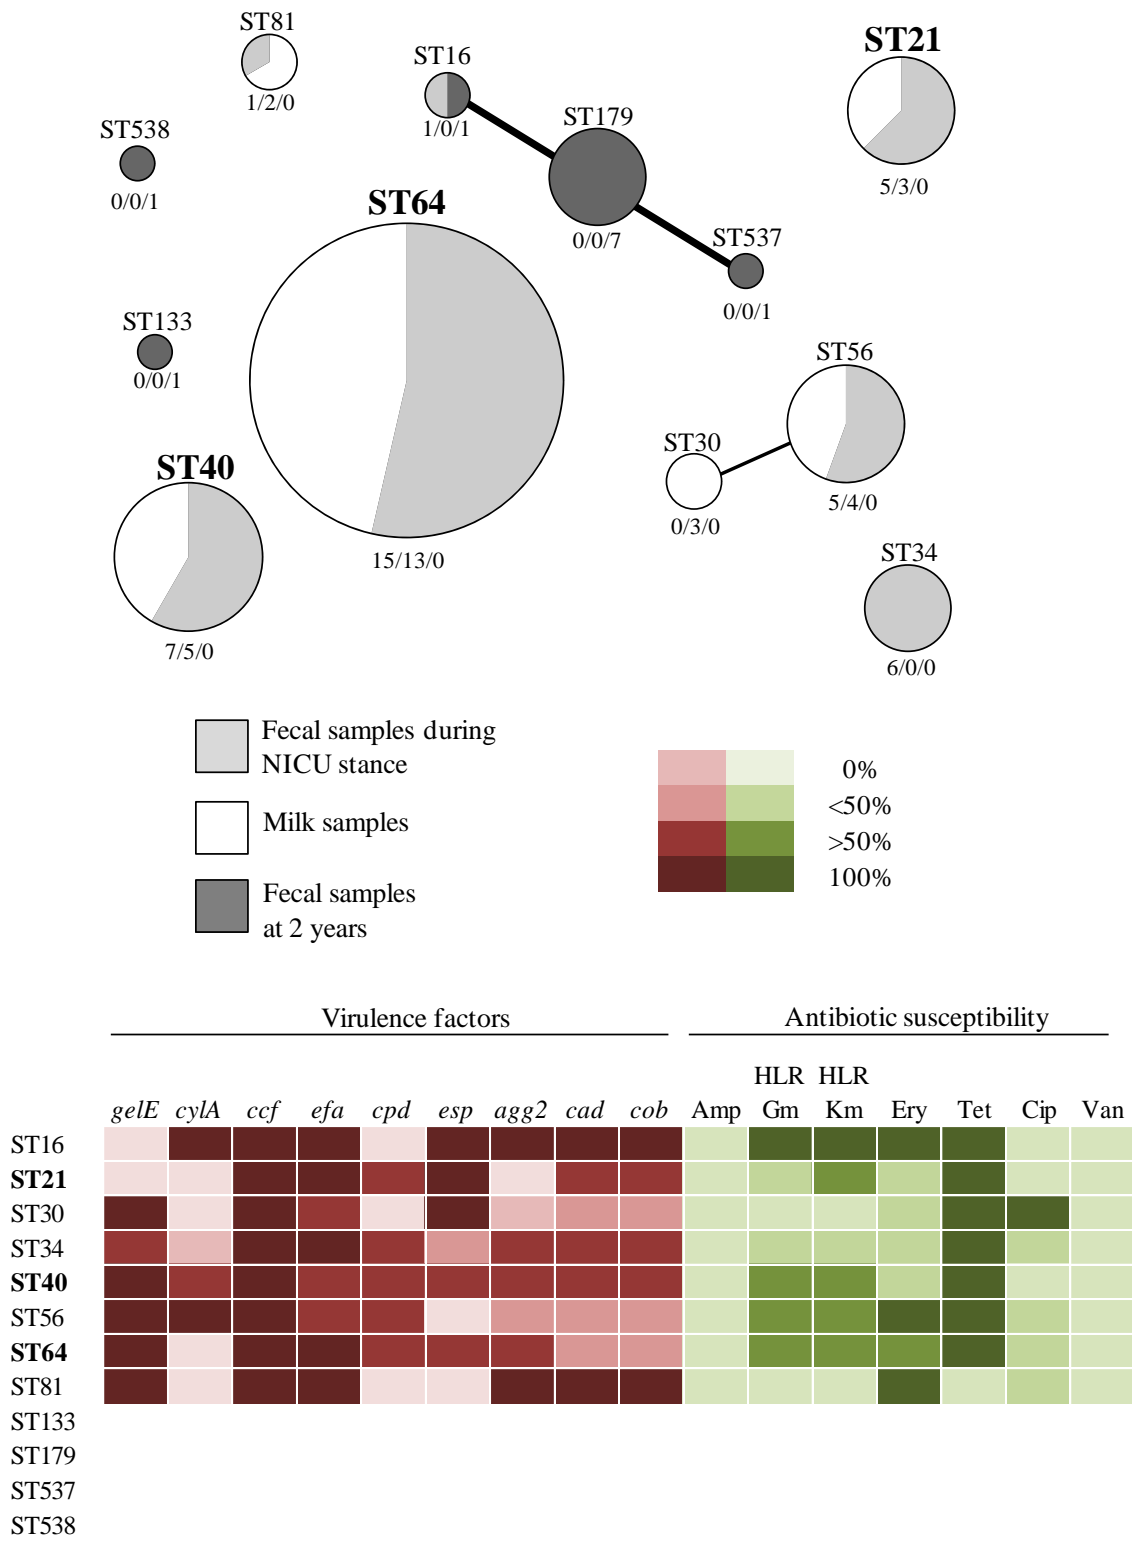 ST81
1/2/0
ST16
1/0/1
ST21
5/3/0
ST538
0/0/1
ST179
0/0/7
ST64
15/13/0
ST537
0/0/1
ST133
0/0/1
ST56
5/4/0
ST30
0/3/0
ST40
7/5/0
ST34
6/0/0
Fecal samples during
NICU stance
Milk samples
Fecal samples
at 2 years
0%
<50%
>50%
100%
Virulence factors
Antibiotic susceptibility
HLR HLR
gelE cylA ccf efa cpd esp agg2 cad cob Amp Gm Km Ery Tet Cip Van
ST16
ST21
ST30
ST34
ST40
ST56
ST64
ST81
ST133
ST179
ST537
ST538